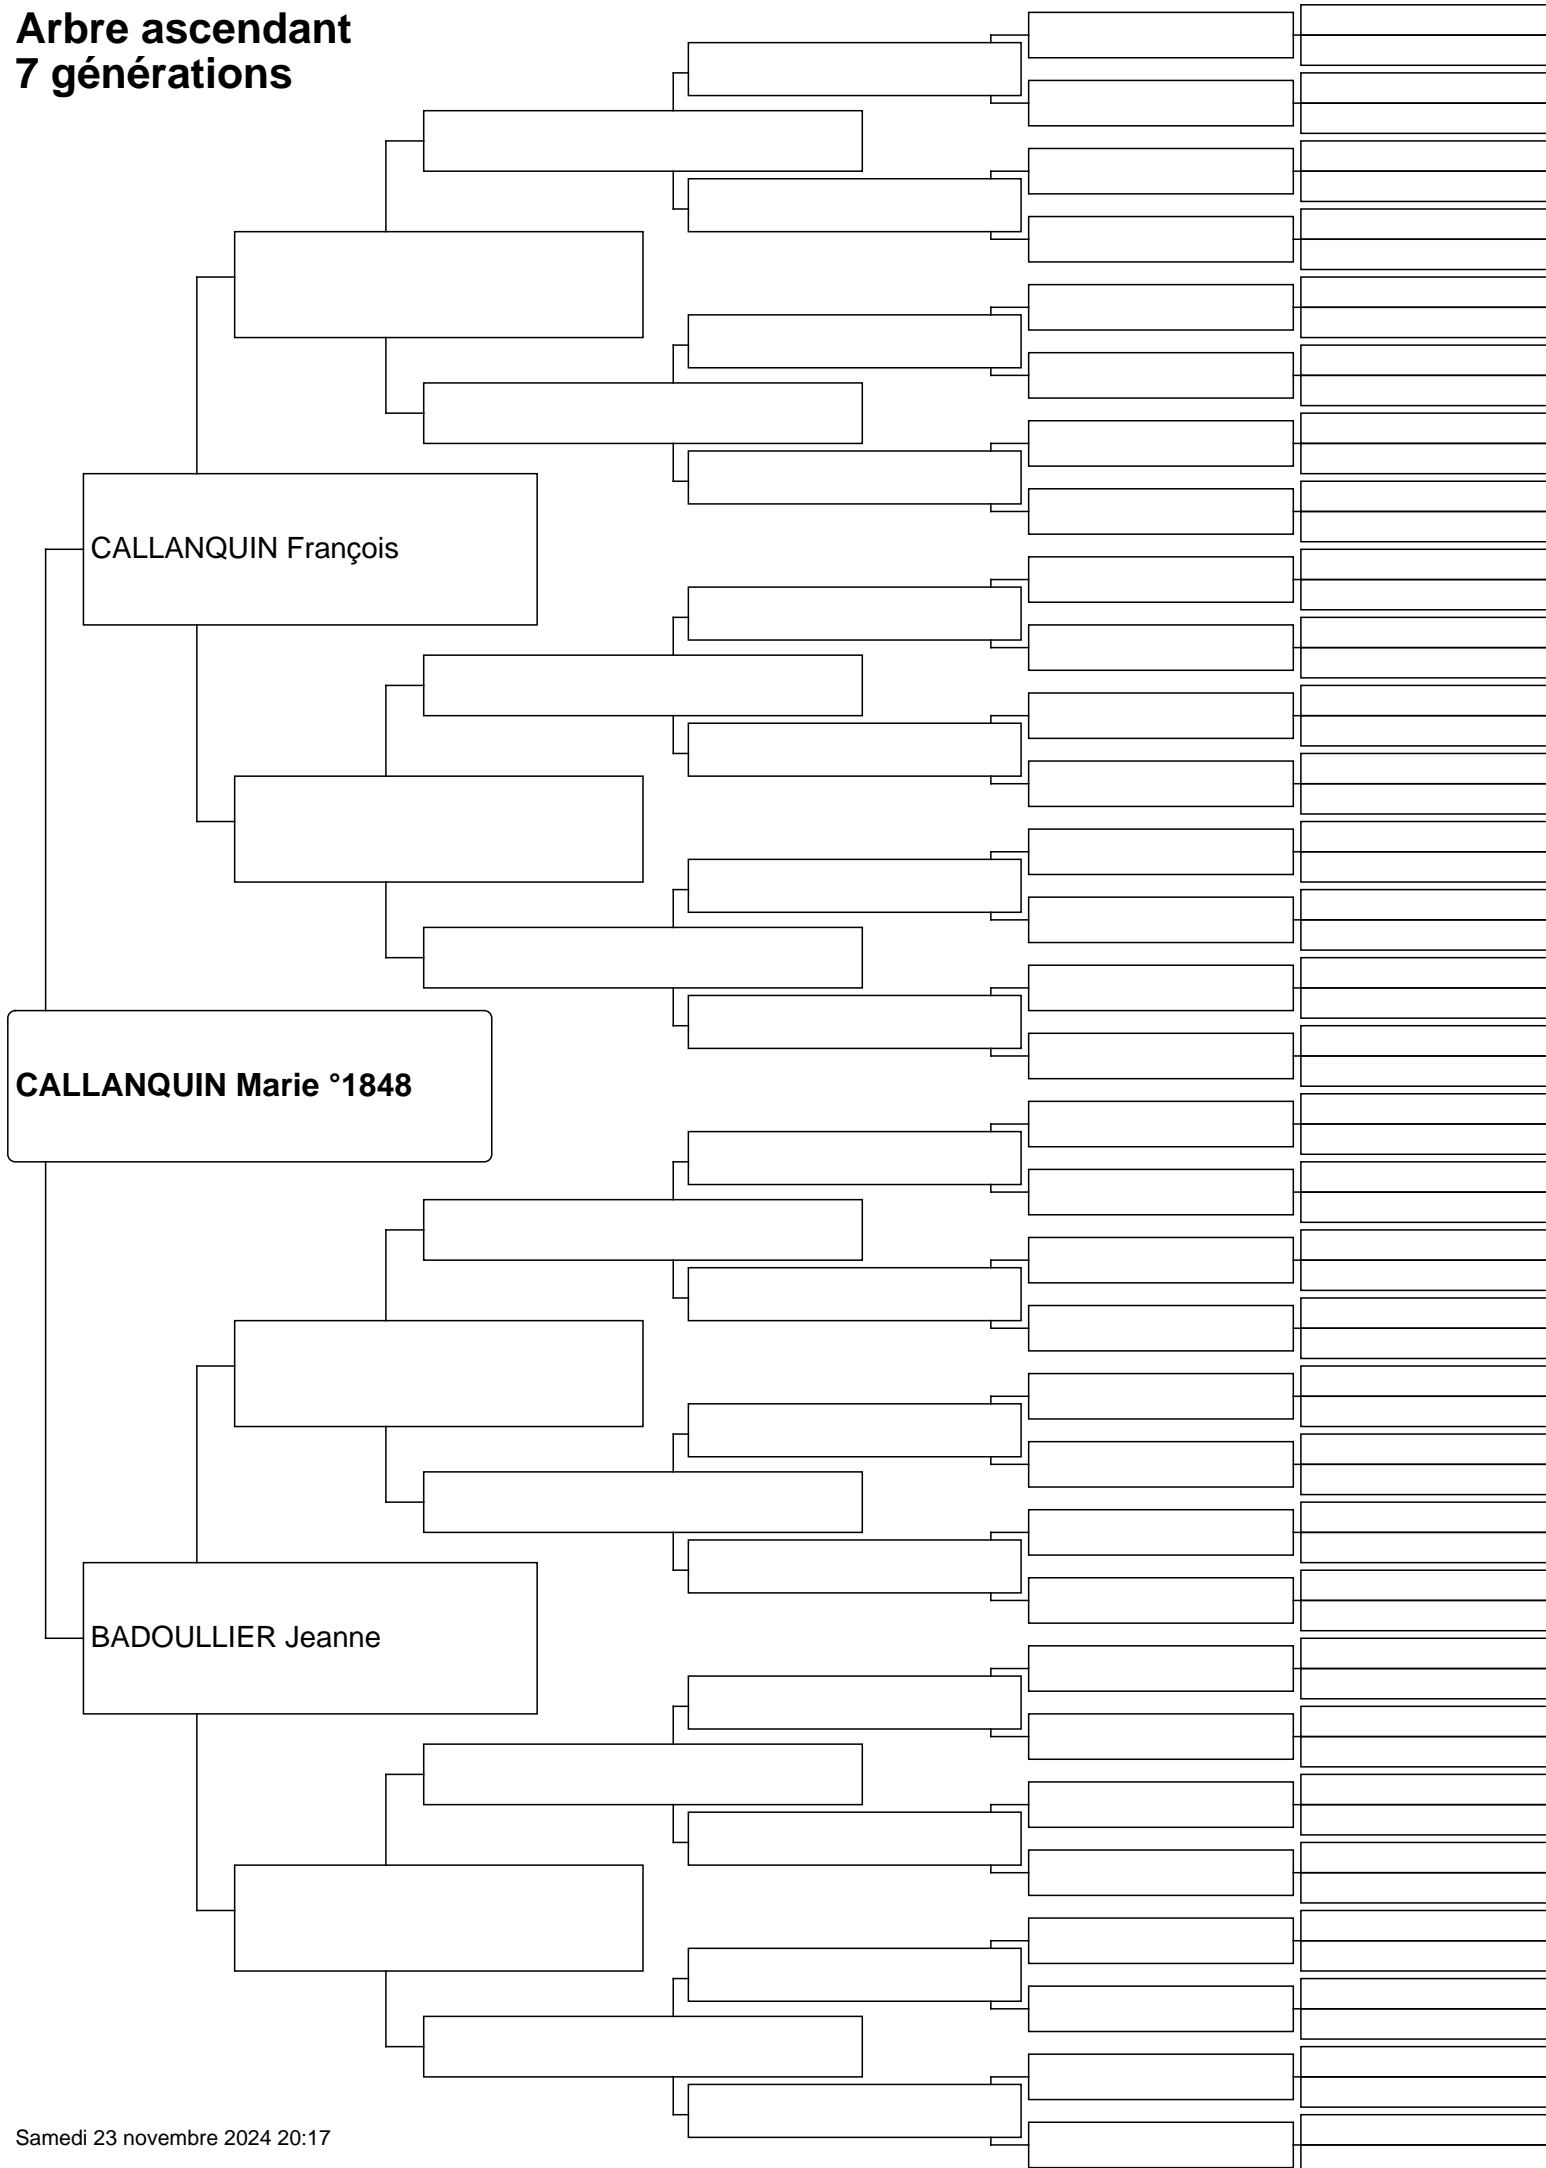 Arbre ascendant
7 générations
CALLANQUIN François
CALLANQUIN Marie °1848
BADOULLIER Jeanne
Samedi 23 novembre 2024 20:17